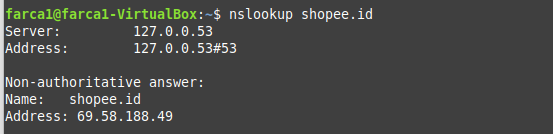 farca1@farca1-VirtualBox:~$ nslookup shopee.id
Server: 127.0.0.53
Address: 127.0.0.53#53
Non-authoritative answer:
Name: shopee.id
Address: 69.58.188.49